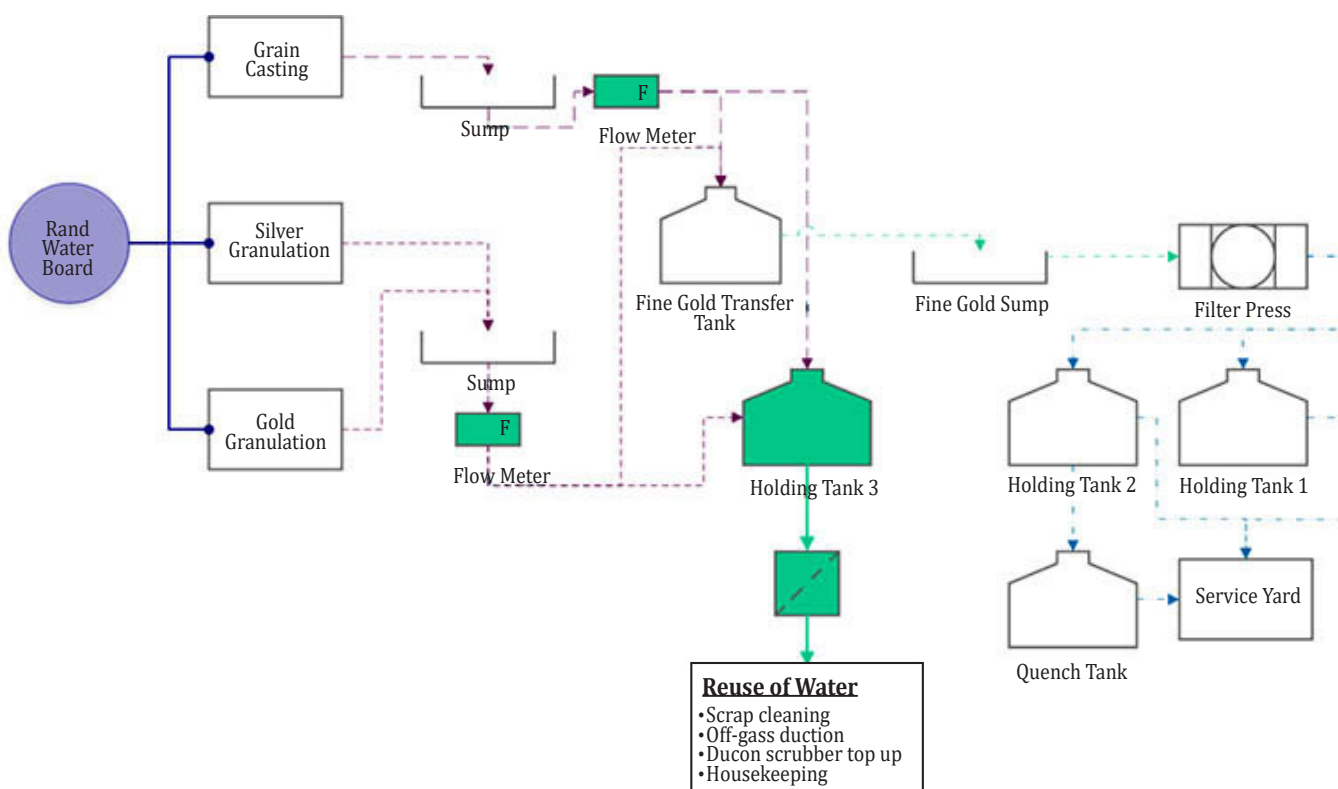 Grain
Casting
F
Sump
Flow Meter
Rand
Water
Board
Silver
Granulation
Fine Gold Transfer
Tank
Fine Gold Sump
Filter Press
Sump
Gold
Granulation
F
Flow Meter
Holding Tank 3
Holding Tank 2
Holding Tank 1
Service Yard
Quench Tank
Reuse of Water
•Scrap cleaning
•Off-gass duction
•Ducon scrubber top up
•Housekeeping